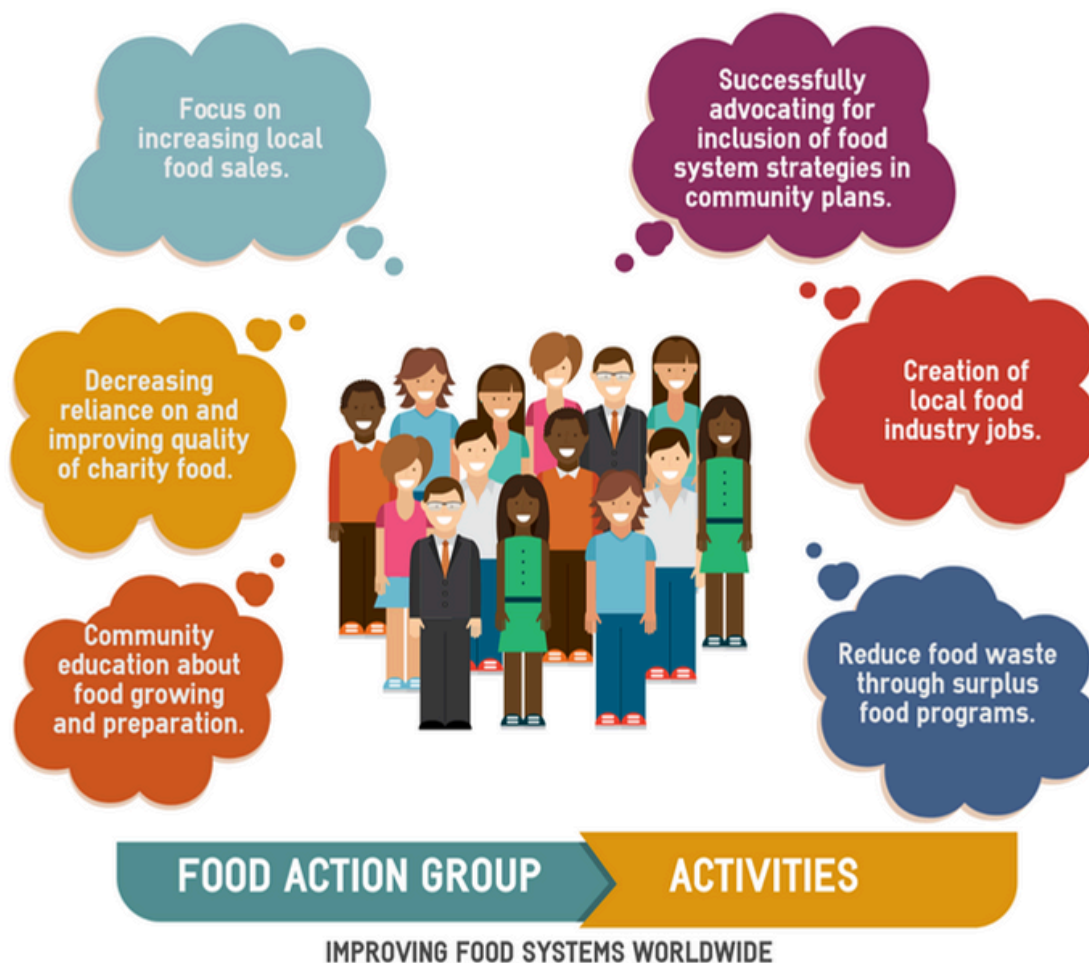 Focus on
increasing local
food sales.
Successfully
advocating for
inclusion of food
system strategies in
community plans.
Decreasing
reliance on and
improving quality
of charity food.
Creation of
local food
industry jobs.
Community
education about
food growing
and preparation.
Reduce food waste
through surplus
food programs.
FOOD ACTION GROUP
ACTIVITIES
IMPROVING FOOD SYSTEMS WORLDWIDE